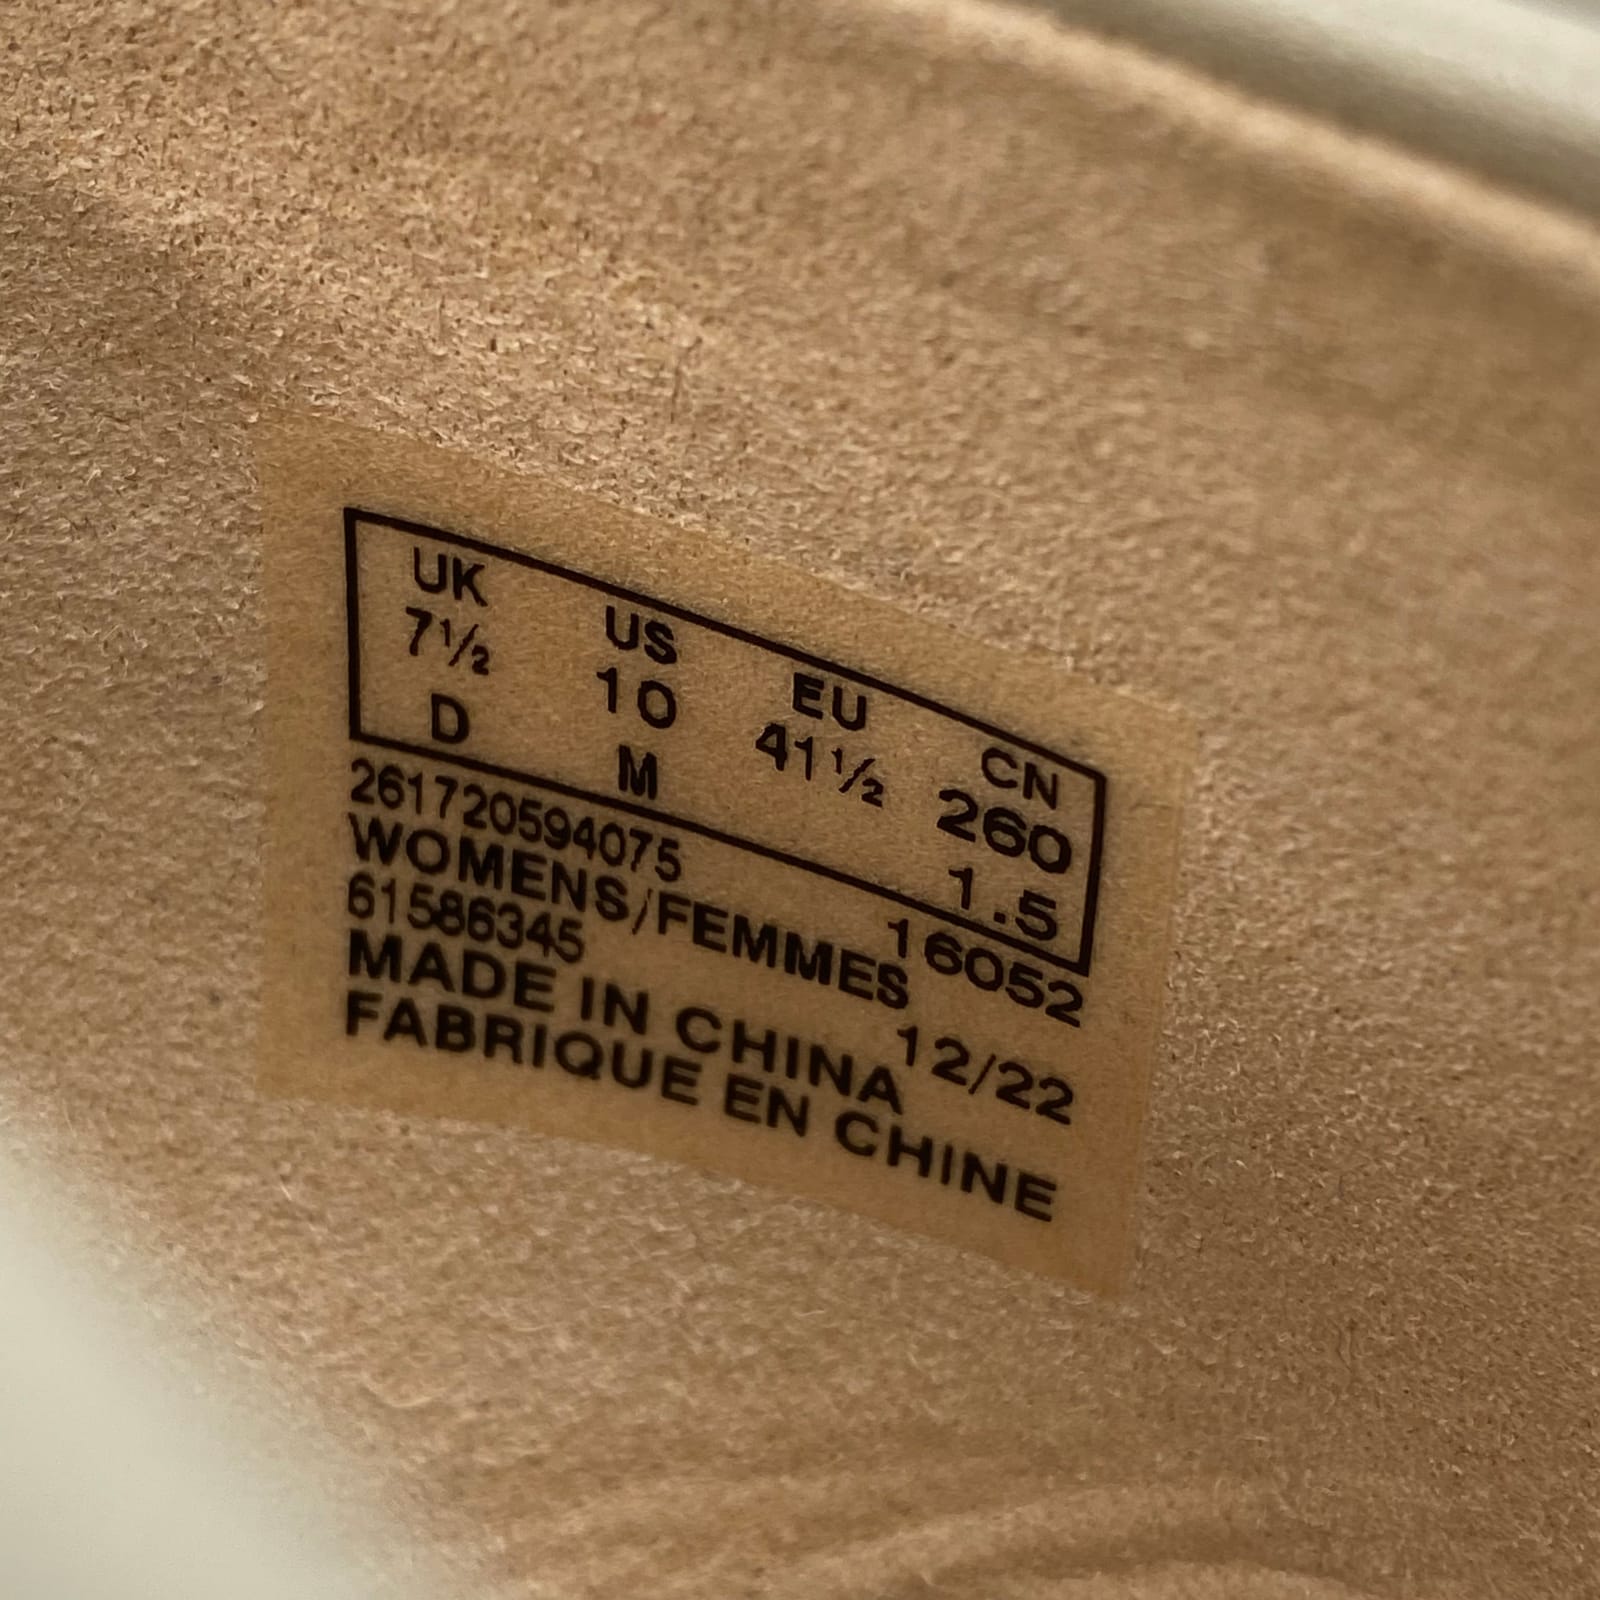 UK US EU CN
7½ 10 41½ 260
D M 1.5
261720594075 16052
WOMENS/FEMMES
61586345 12/22
MADE IN CHINA
FABRIQUE EN CHINE